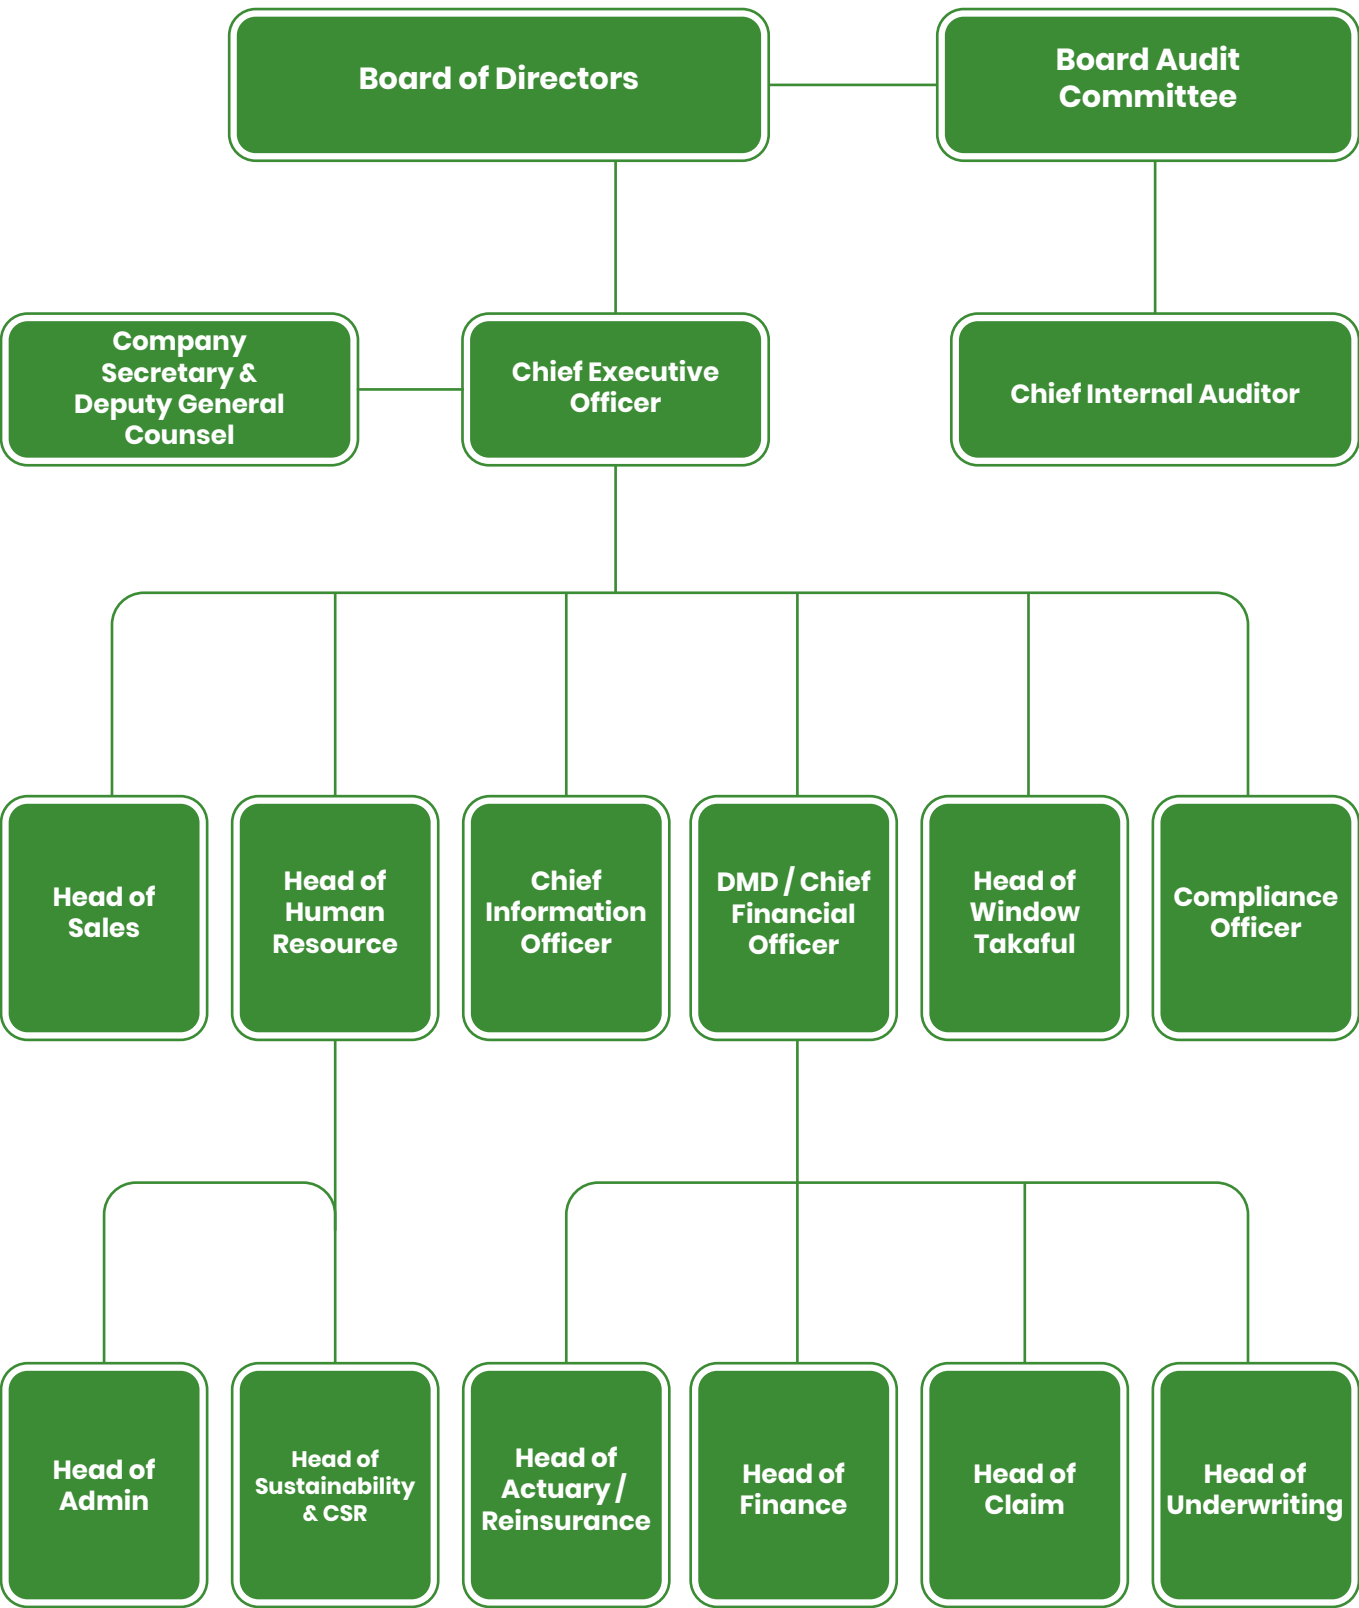 Board of Directors
Board Audit
Committee
Company
Secretary &
Deputy General
Counsel
Chief Executive
Officer
Chief Internal Auditor
Head of
Sales
Head of
Human
Resource
Chief
Information
Officer
DMD / Chief
Financial
Officer
Head of
Window
Takaful
Compliance
Officer
Head of
Admin
Head of
Sustainability
& CSR
Head of
Actuary /
Reinsurance
Head of
Finance
Head of
Claim
Head of
Underwriting